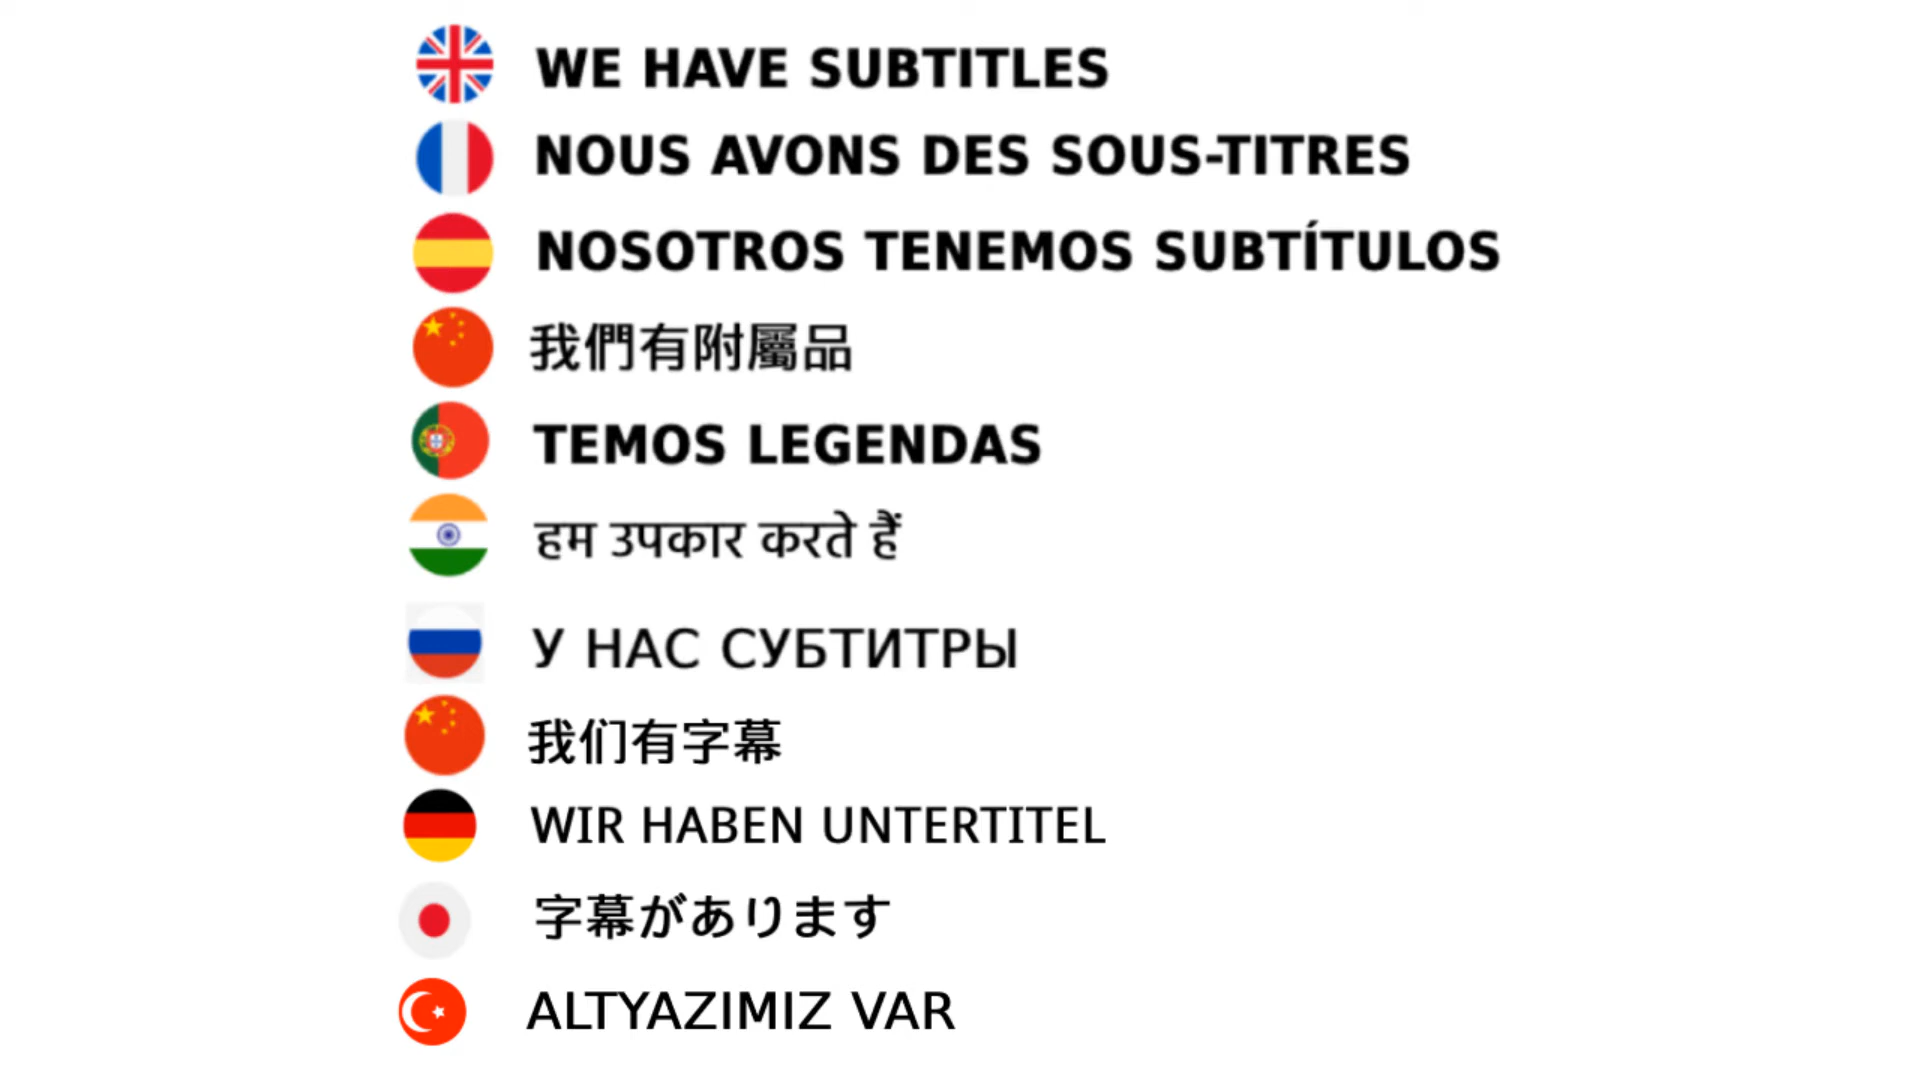 WE HAVE SUBTITLES
NOUS AVONS DES SOUS-TITRES
NOSOTROS TENEMOS SUBTÍTULOS
我們有附屬品
TEMOS LEGENDAS
हम उपकार करते हैं
У НАС СУБТИТРЫ
我们有字幕
WIR HABEN UNTERTITEL
字幕があります
ALTYAZIMIZ VAR